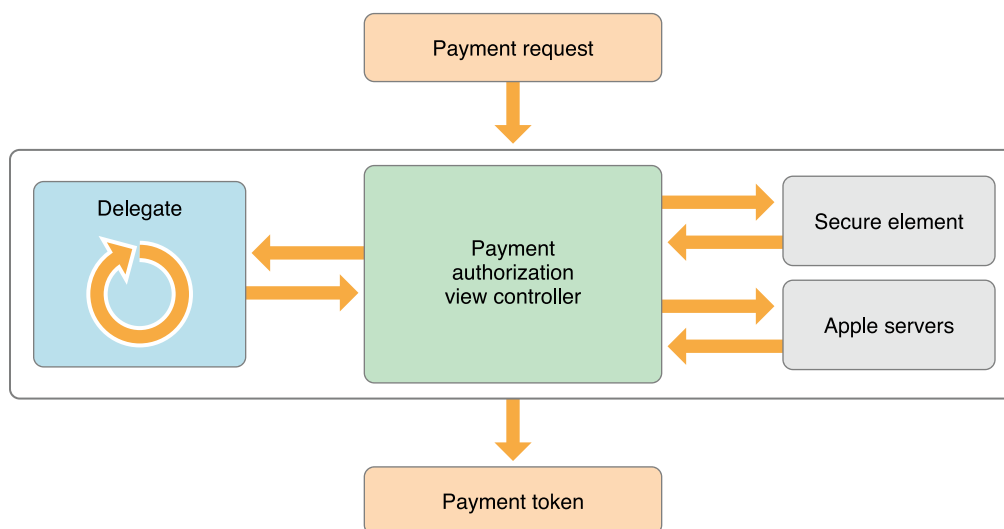 Payment request
Delegate
Payment
authorization
view controller
Secure element
Apple servers
Payment token